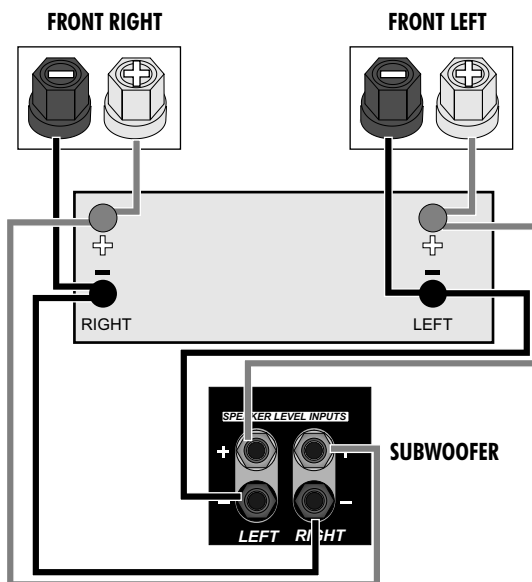 FRONT RIGHT
FRONT LEFT
− +
− +
+
+
−
−
RIGHT
LEFT
SPEAKER LEVEL INPUTS
+ +
SUBWOOFER
− −
LEFT RIGHT